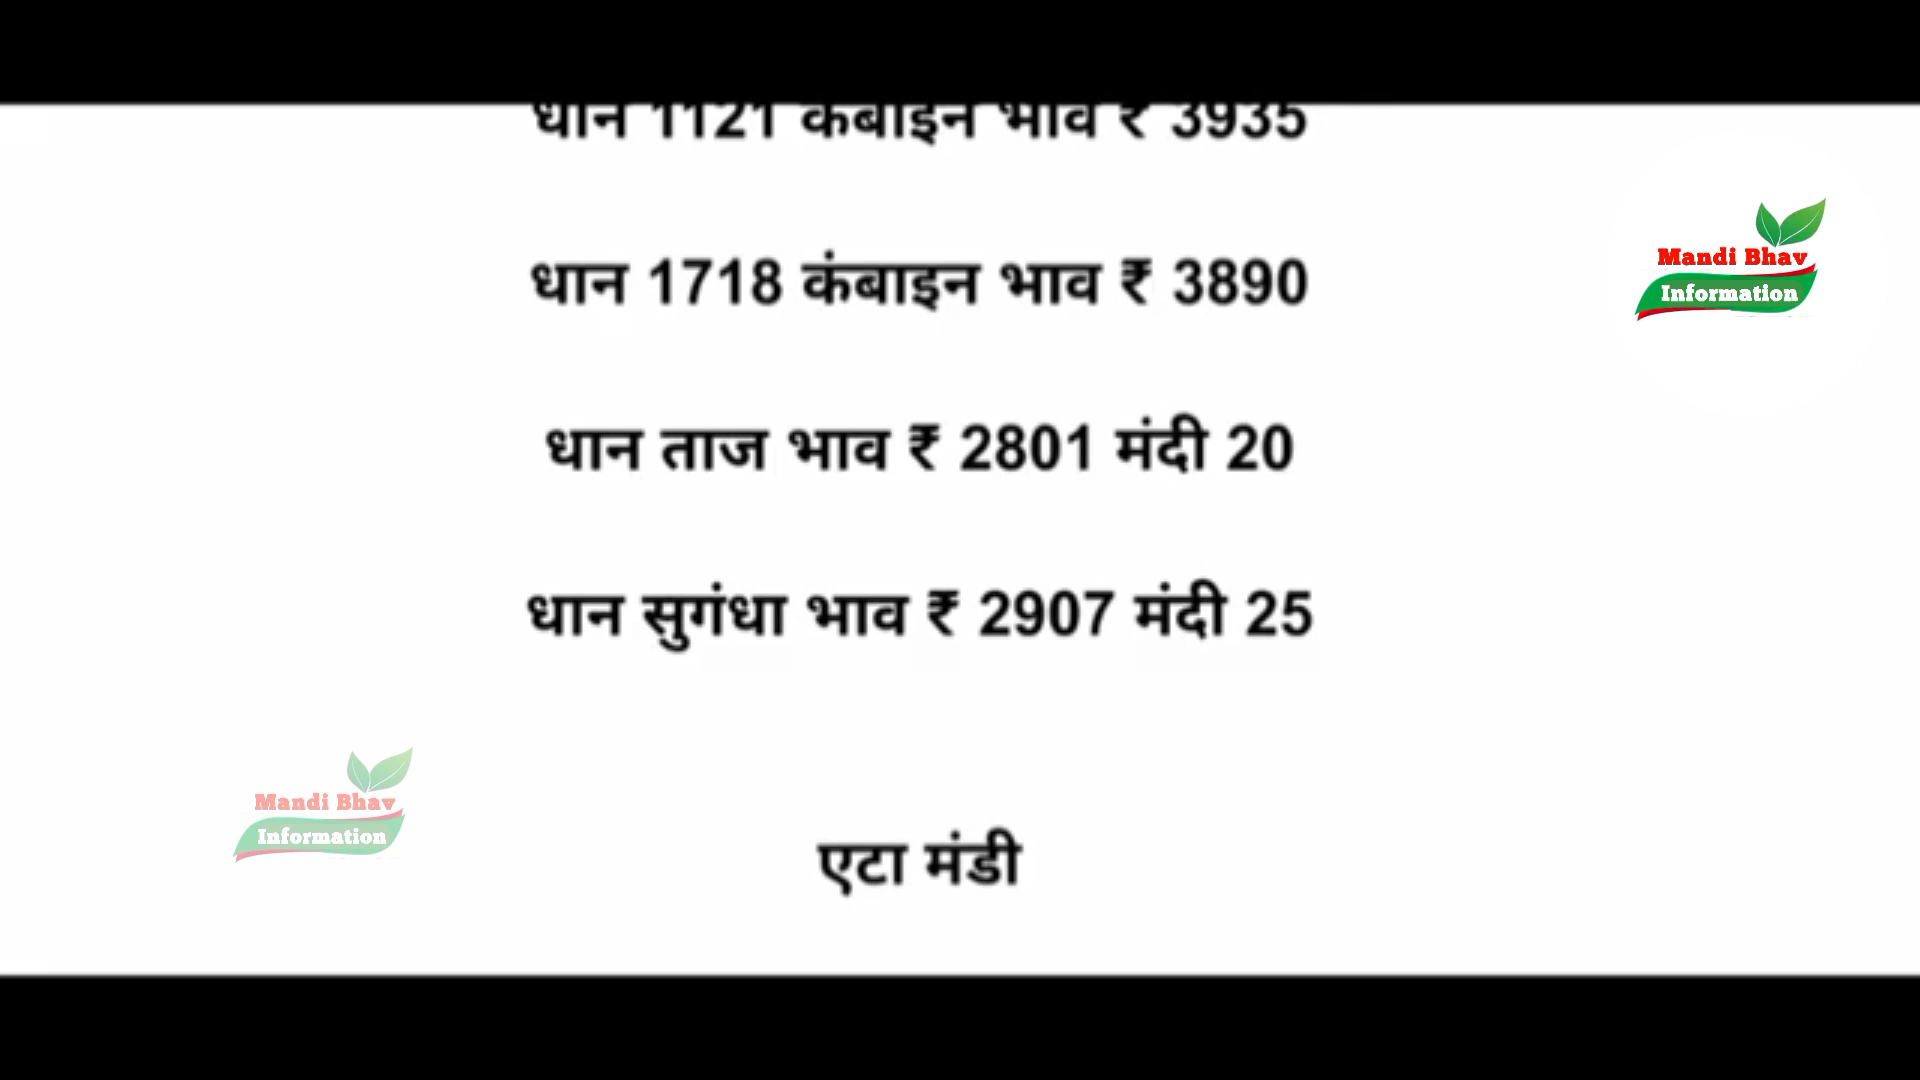 धान 1121 कंबाइन भाव ₹ 3935
धान 1718 कंबाइन भाव ₹ 3890
Mandi Bhav
Information
धान ताज भाव ₹ 2801 मंदी 20
धान सुगंधा भाव ₹ 2907 मंदी 25
Mandi Bhav
Information
एटा मंडी